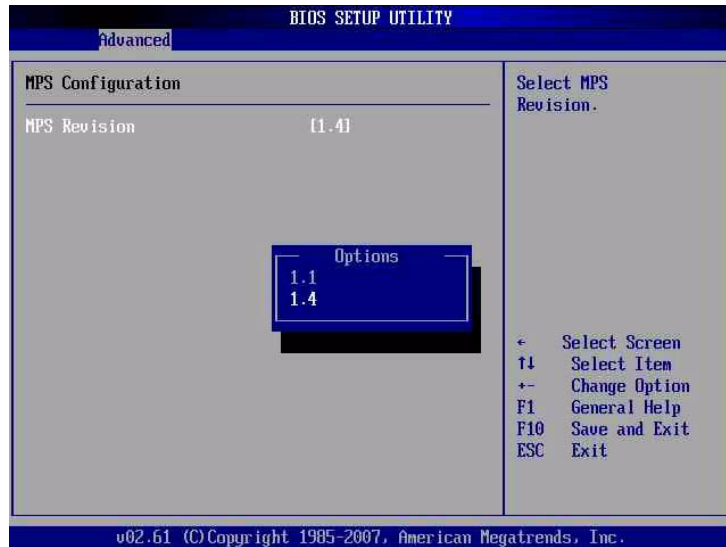 BIOS SETUP UTILITY
Advanced
MPS Configuration
MPS Revision [1.4]
Options
1.1
1.4
Select MPS
Revision.
← Select Screen
↑↓ Select Item
+- Change Option
F1 General Help
F10 Save and Exit
ESC Exit
v02.61 (C)Copyright 1985-2007, American Megatrends, Inc.